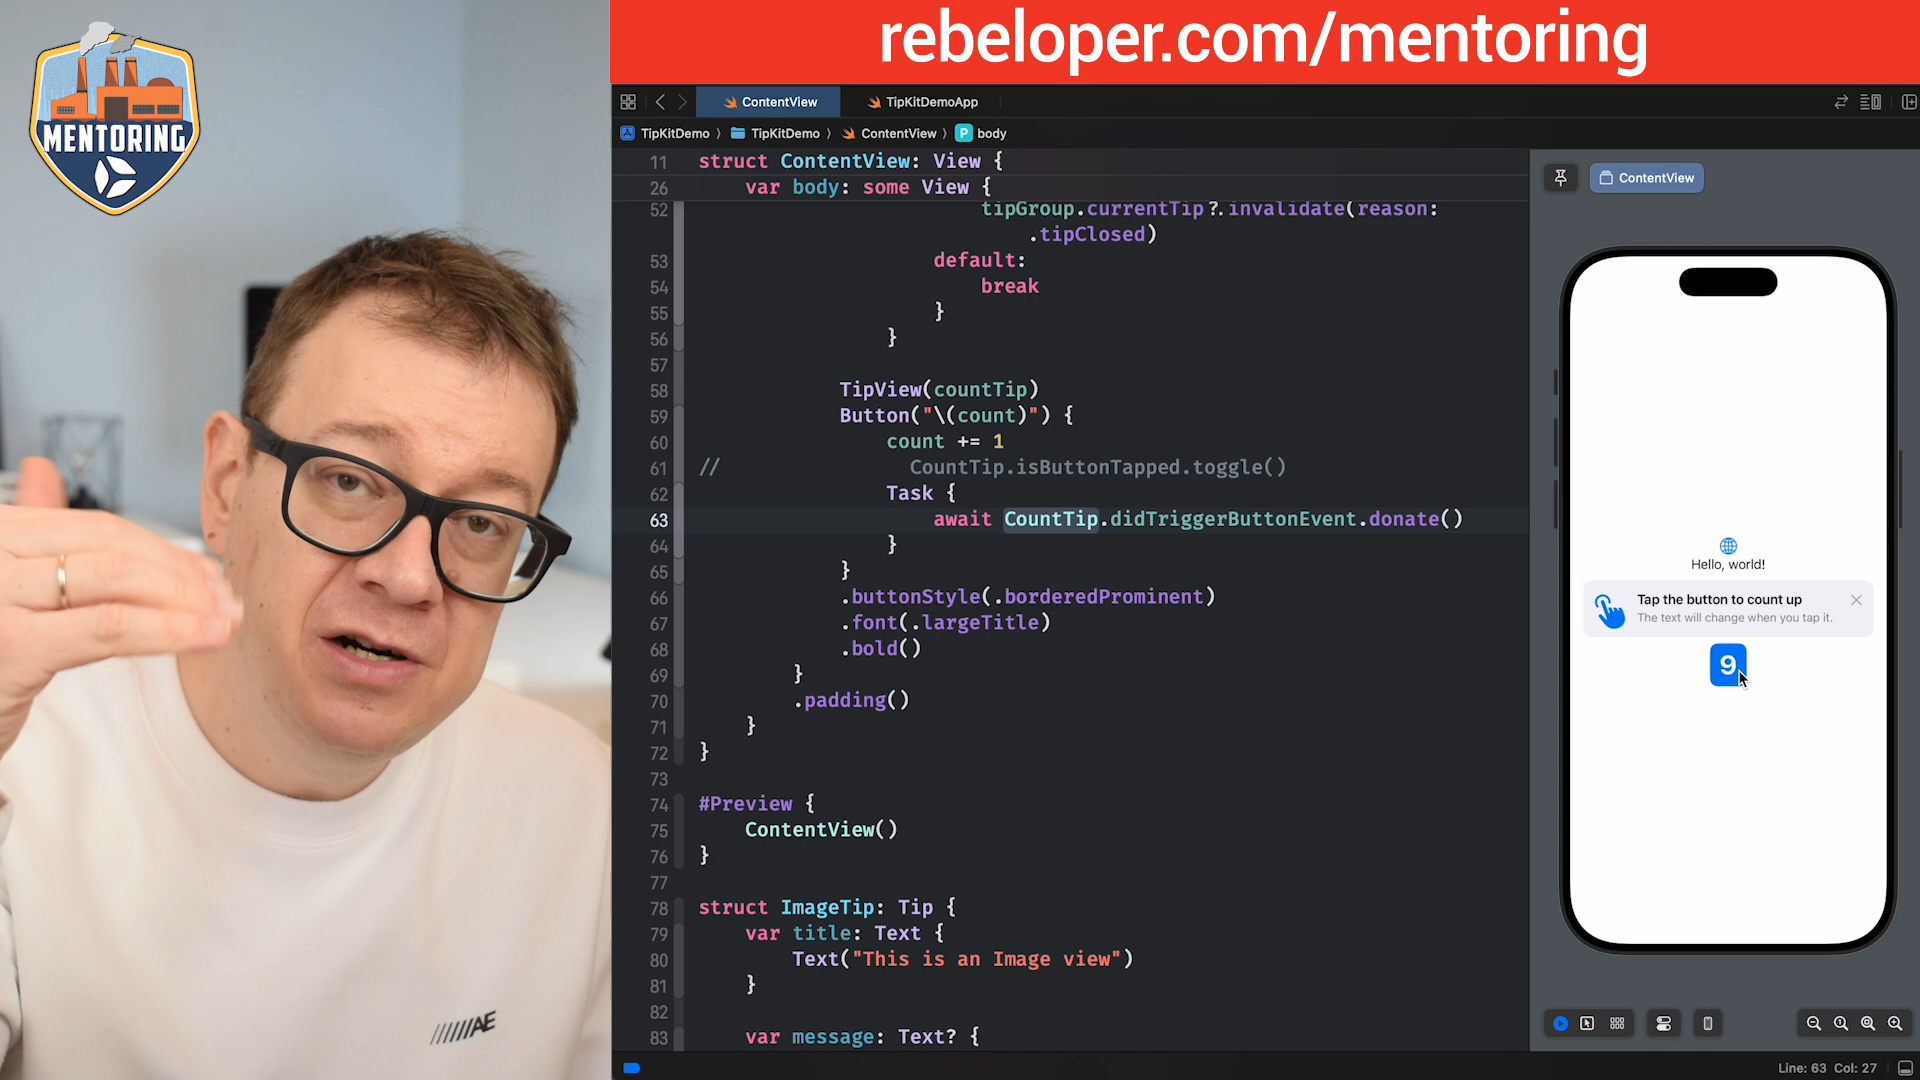 rebeloper.com/mentoring
MENTORING
ContentView
TipKitDemoApp
TipKitDemo 〉 TipKitDemo 〉 ContentView 〉 P body
11 struct ContentView: View {
26 var body: some View {
52 tipGroup.currentTip?.invalidate(reason:
.tipClosed)
53 default:
54 break
55 }
56 }
57
58 TipView(countTip)
59 Button("\(count)") {
60 count += 1
61 // CountTip.isButtonTapped.toggle()
62 Task {
63 await CountTip.didTriggerButtonEvent.donate()
64 }
65 }
66 .buttonStyle(.borderedProminent)
67 .font(.largeTitle)
68 .bold()
69 }
70 .padding()
71 }
72 }
73
74 #Preview {
75 ContentView()
76 }
77
78 struct ImageTip: Tip {
79 var title: Text {
80 Text("This is an Image view")
81 }
82
83 var message: Text? {
ContentView
Hello, world!
Tap the button to count up
The text will change when you tap it.
9
/////AE
Line: 63 Col: 27